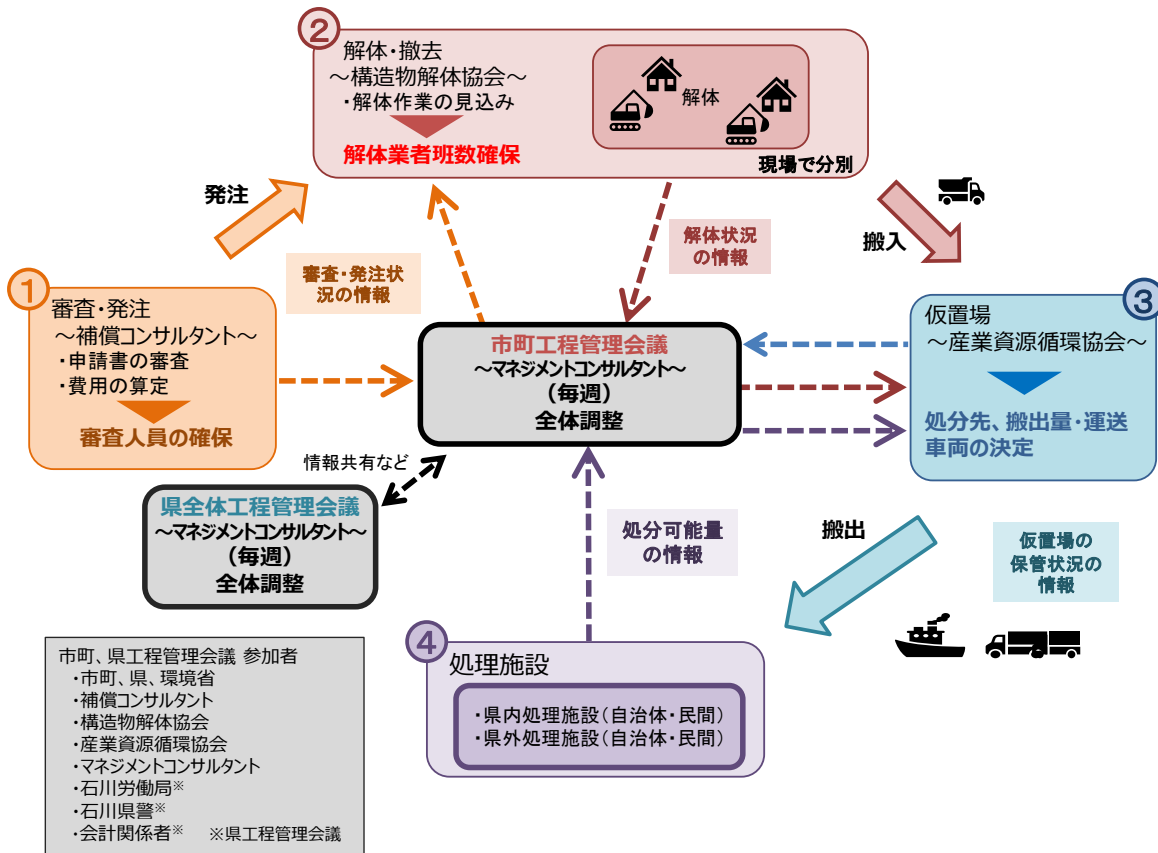 ②
解体・撤去
～構造物解体協会～
・解体作業の見込み
解体業者班数確保
解体
現場で分別
発注
搬入
審査・発注状
況の情報
解体状況
の情報
①
審査・発注
～補償コンサルタント～
・申請書の審査
・費用の算定
審査人員の確保
市町工程管理会議
～マネジメントコンサルタント～
（毎週）
全体調整
③
仮置場
～産業資源循環協会～
処分先、搬出量・運送
車両の決定
情報共有など
県全体工程管理会議
～マネジメントコンサルタント～
（毎週）
全体調整
処分可能量
の情報
搬出
仮置場の
保管状況の
情報
④
処理施設
・県内処理施設（自治体・民間）
・県外処理施設（自治体・民間）
市町、県工程管理会議 参加者
・市町、県、環境省
・補償コンサルタント
・構造物解体協会
・産業資源循環協会
・マネジメントコンサルタント
・石川労働局※
・石川県警※
・会計関係者※ ※県工程管理会議